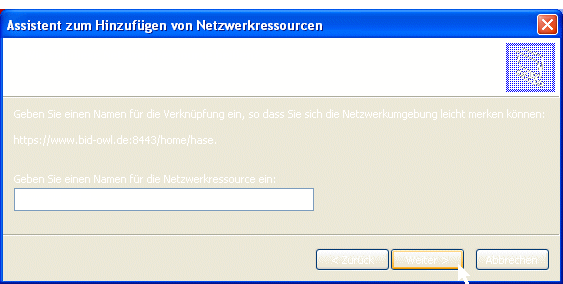 Assistent zum Hinzufügen von Netzwerkressourcen
Geben Sie einen Namen für die Verknüpfung ein, so dass Sie sich die Netzwerkumgebung leicht merken können:
https://www.bid-owl.de:8443/home/hase.
Geben Sie einen Namen für die Netzwerkressource ein:
< Zurück Weiter > Abbrechen